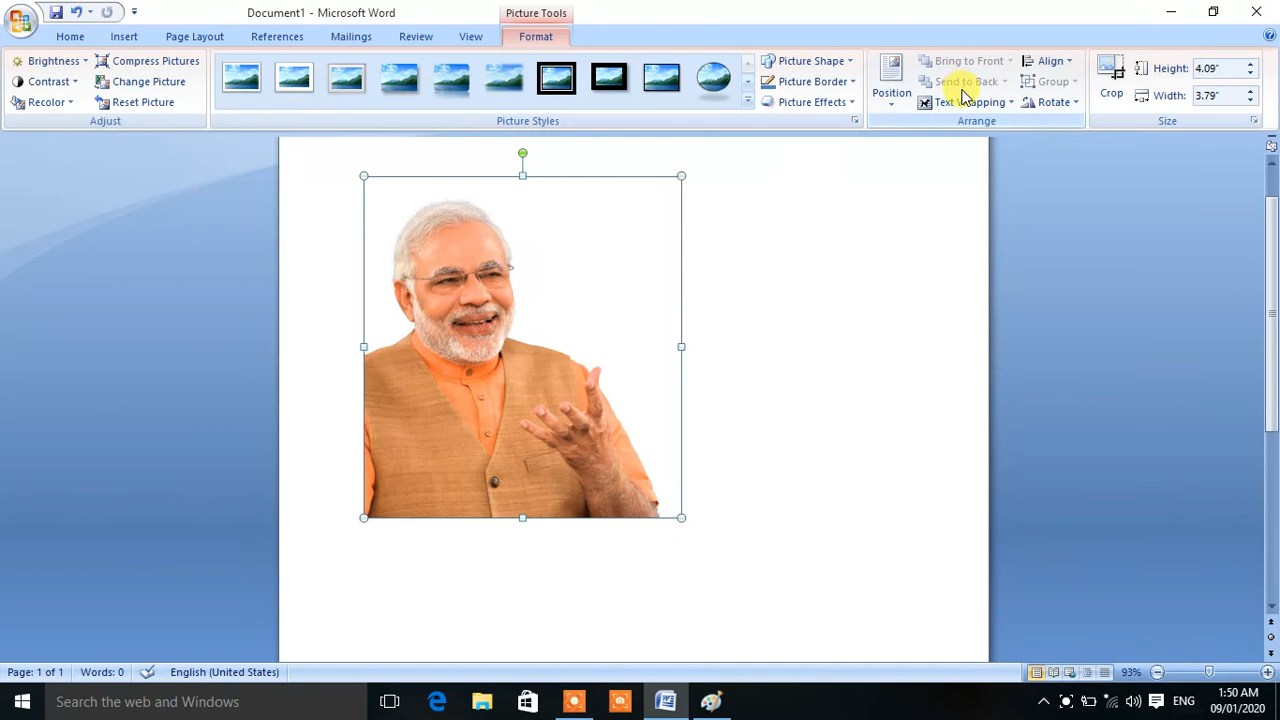 Document1 - Microsoft Word
Picture Tools
Home
Insert
Page Layout
References
Mailings
Review
View
Format
Brightness
Contrast
Recolor
Compress Pictures
Change Picture
Reset Picture
Adjust
Picture Styles
Picture Shape
Picture Border
Picture Effects
Position
Bring to Front
Send to Back
Text Wrapping
Align
Group
Rotate
Arrange
Crop
Height: 4.09"
Width: 3.79"
Size
Page: 1 of 1
Words: 0
English (United States)
93%
Search the web and Windows
ENG
1:50 AM
09/01/2020